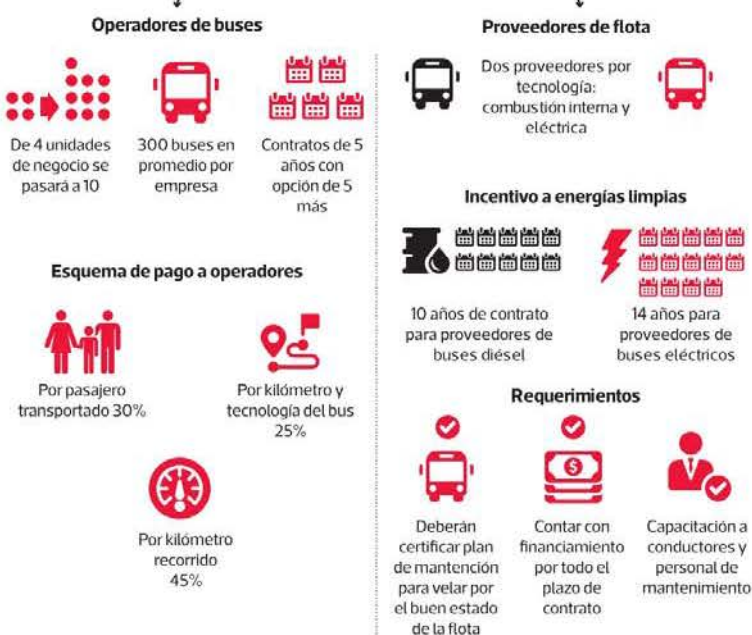 Operadores de buses
De 4 unidades
de negocio se
pasará a 10
300 buses en
promedio por
empresa
Contratos de 5
años con
opción de 5
más
Esquema de pago a operadores
Por pasajero
transportado 30%
Por kilómetro y
tecnología del bus
25%
Por kilómetro
recorrido
45%
Proveedores de flota
Dos proveedores por
tecnología:
combustión interna y
eléctrica
Incentivo a energías limpias
10 años de contrato
para proveedores de
buses diésel
14 años para
proveedores de
buses eléctricos
Requerimientos
Deberán
certificar plan
de mantención
para velar por
el buen estado
de la flota
$
Contar con
financiamiento
por todo el
plazo de
contrato
Capacitación a
conductores y
personal de
mantenimiento